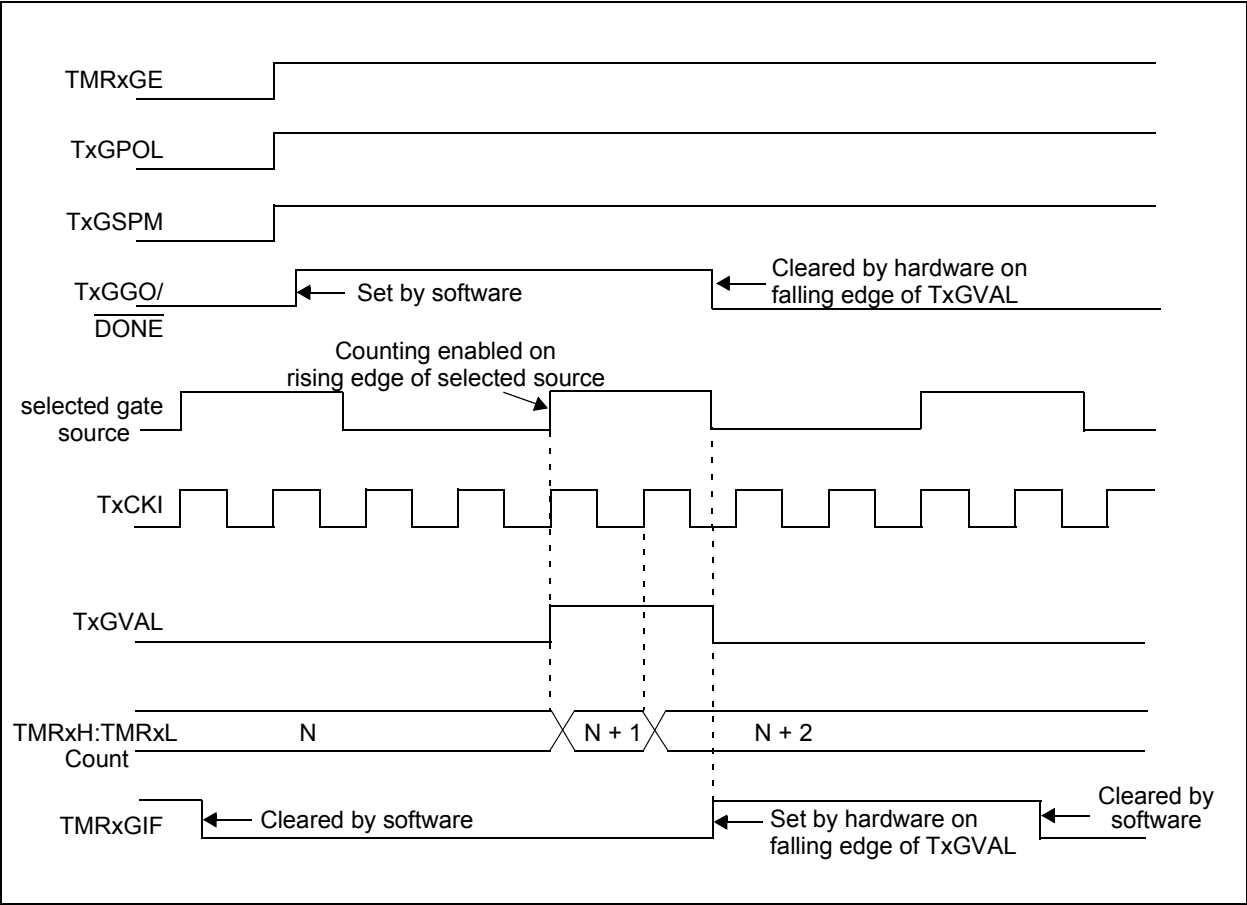 TMRxGE
TxGPOL
TxGSPM
TxGGO/
DONE
Set by software
Cleared by hardware on
falling edge of TxGVAL
Counting enabled on
rising edge of selected source
selected gate
source
TxCKI
TxGVAL
TMRxH:TMRxL
Count
N
N + 1
N + 2
TMRxGIF
Cleared by software
Set by hardware on
falling edge of TxGVAL
Cleared by
software